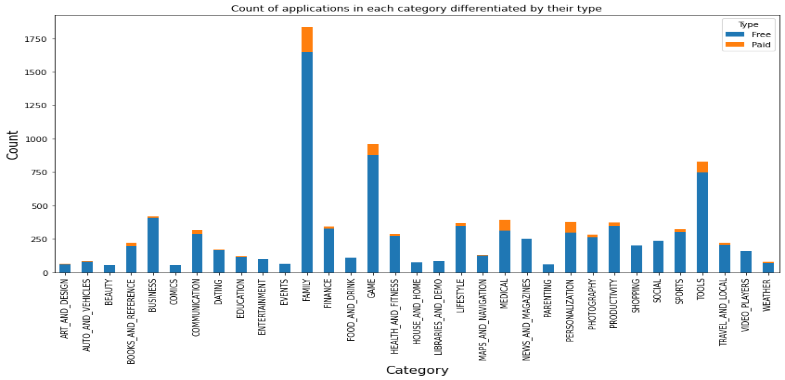 Count of applications in each category differentiated by their type
Type
Free
Paid
Count
1750
1500
1250
1000
750
500
250
0
ART_AND_DESIGN
AUTO_AND_VEHICLES
BEAUTY
BOOKS_AND_REFERENCE
BUSINESS
COMICS
COMMUNICATION
DATING
EDUCATION
ENTERTAINMENT
EVENTS
FAMILY
FINANCE
FOOD_AND_DRINK
GAME
HEALTH_AND_FITNESS
HOUSE_AND_HOME
LIBRARIES_AND_DEMO
LIFESTYLE
MAPS_AND_NAVIGATION
MEDICAL
NEWS_AND_MAGAZINES
PARENTING
PERSONALIZATION
PHOTOGRAPHY
PRODUCTIVITY
SHOPPING
SOCIAL
SPORTS
TOOLS
TRAVEL_AND_LOCAL
VIDEO_PLAYERS
WEATHER
Category